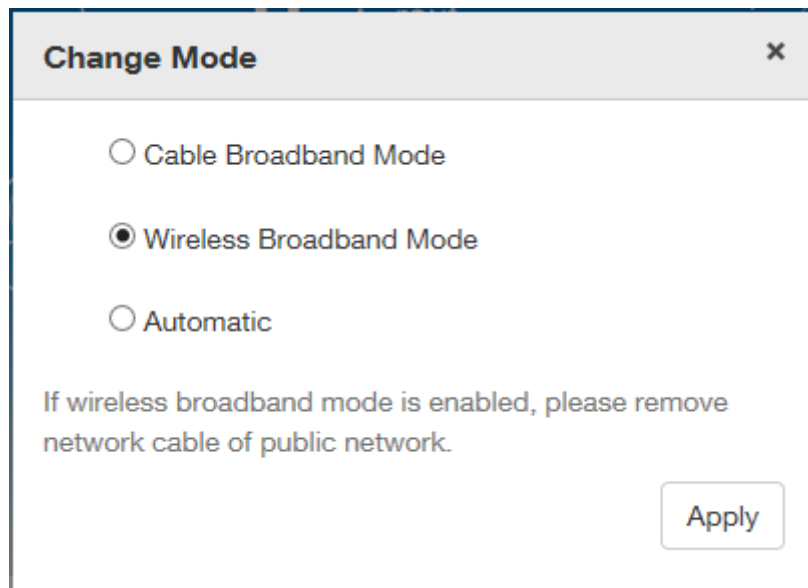 Change Mode ×
Cable Broadband Mode
Wireless Broadband Mode
Automatic
If wireless broadband mode is enabled, please remove
network cable of public network.
Apply